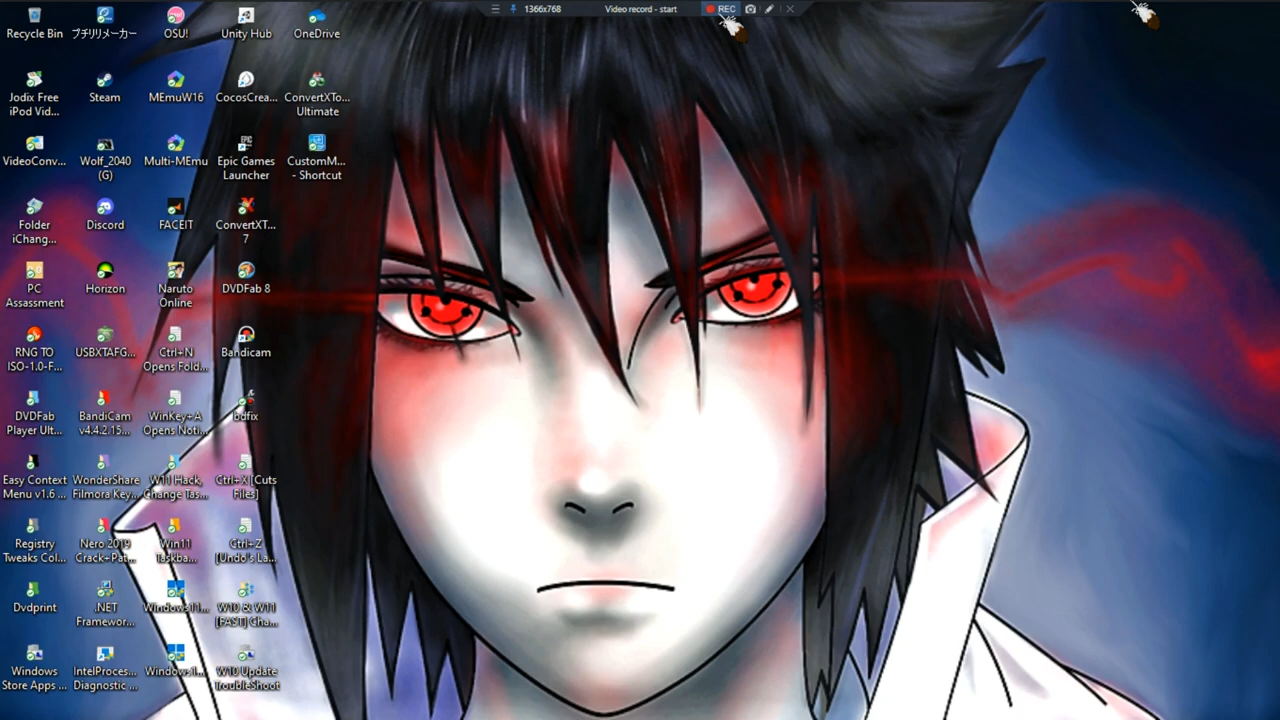 1366x768
Video record - start
REC
Recycle Bin
プチリリメーカー
OSU!
Unity Hub
OneDrive
Jodix Free
iPod Vid...
Steam
MEmuW16
CocosCrea...
ConvertXTo...
Ultimate
VideoConv...
Wolf_2040
(G)
Multi-MEmu
Epic Games
Launcher
CustomM...
- Shortcut
Folder
iChang...
Discord
FACEIT
ConvertXT...
7
PC
Assassment
Horizon
Naruto
Online
DVDFab 8
RNG TO
ISO-1.0-F...
USBXTAFG...
Ctrl+N
Opens Fold...
Bandicam
DVDFab
Player Ult...
BandiCam
v4.4.2.15...
WinKey+A
Opens Noti...
bdfix
Easy Context
Menu v1.6 ...
WonderShare
Filmora Key...
W11 Hack,
Change Tas...
Ctrl+X [Cuts
Files]
Registry
Tweaks Col...
Nero 2019
Crack+Pat...
Win11
Taskba...
Ctrl+Z
[Undo's La...
Dvdprint
.NET
Framewor...
Windows11...
W10 & W11
[FAST] Cha...
Windows
Store Apps ...
IntelProces...
Diagnostic ...
W10 Update
TroubleShoot